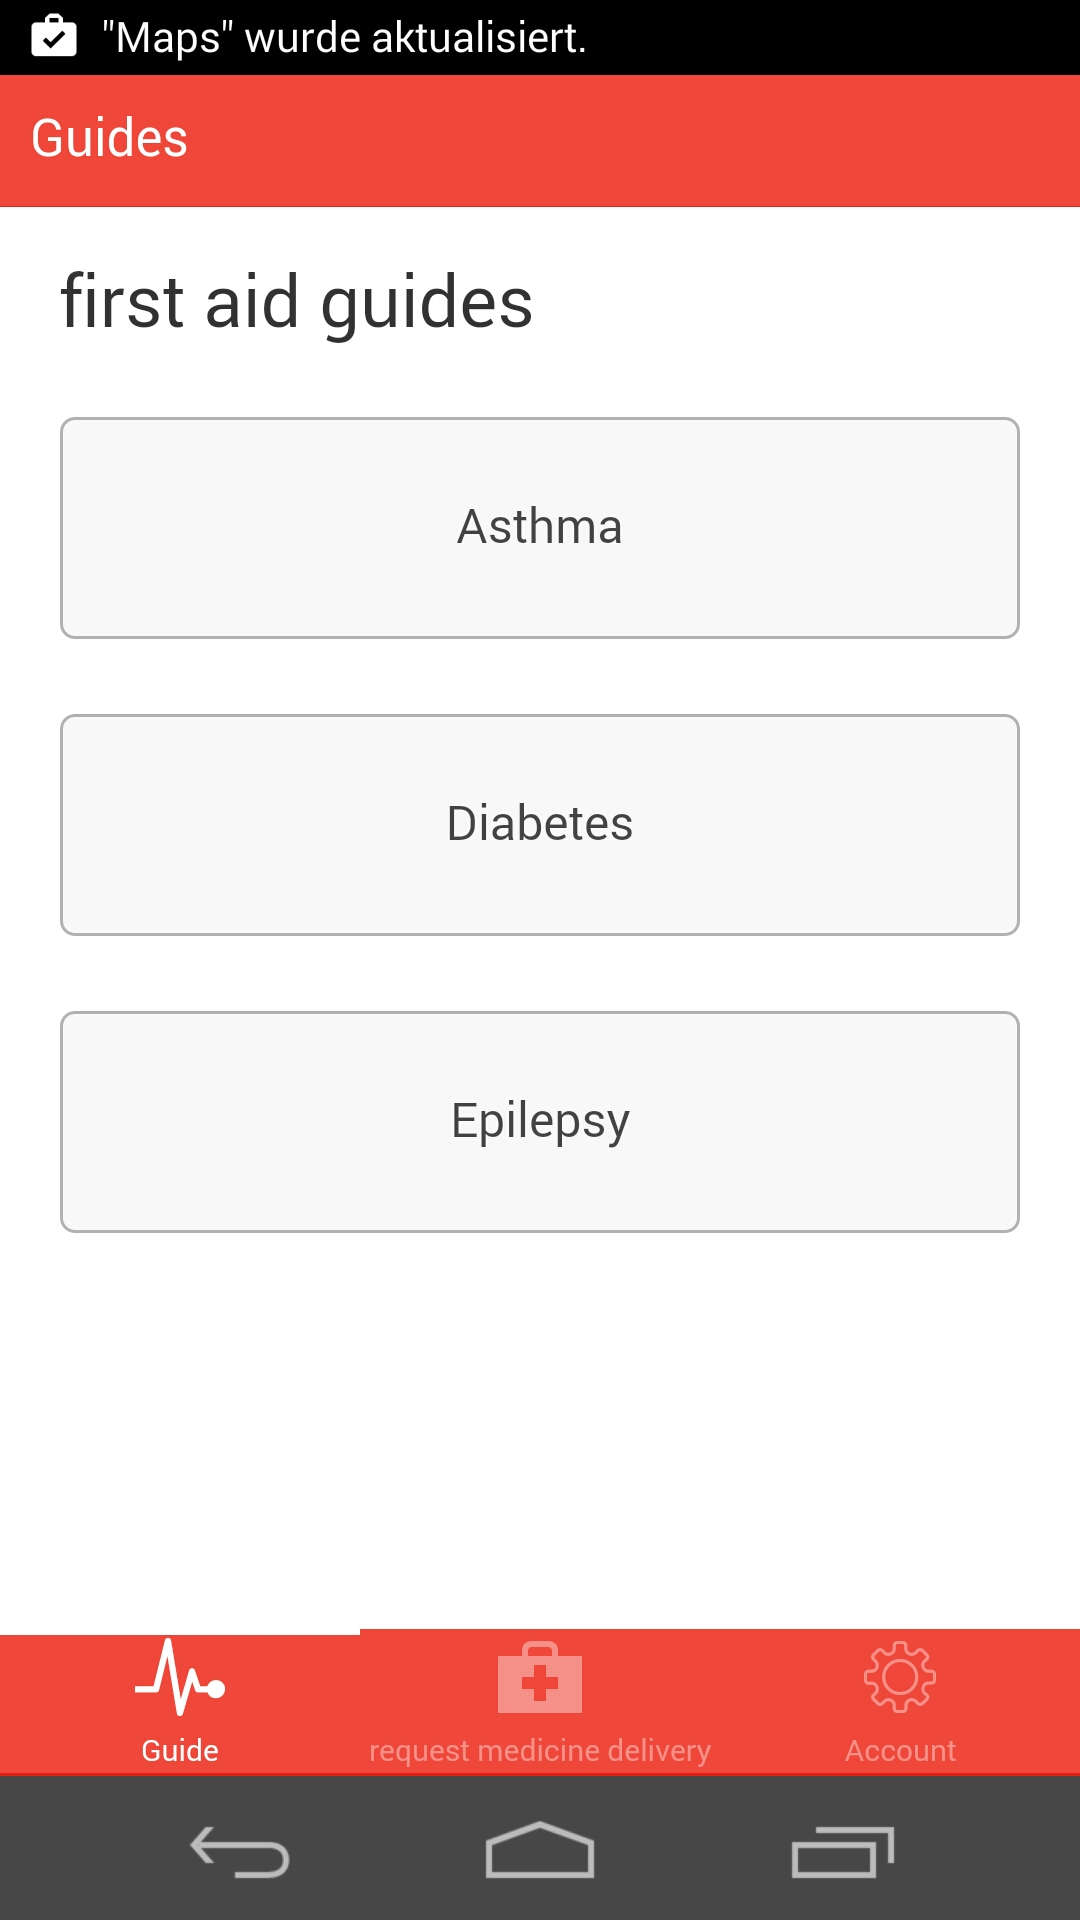 "Maps" wurde aktualisiert.
Guides
first aid guides
Asthma
Diabetes
Epilepsy
Guide
request medicine delivery
Account